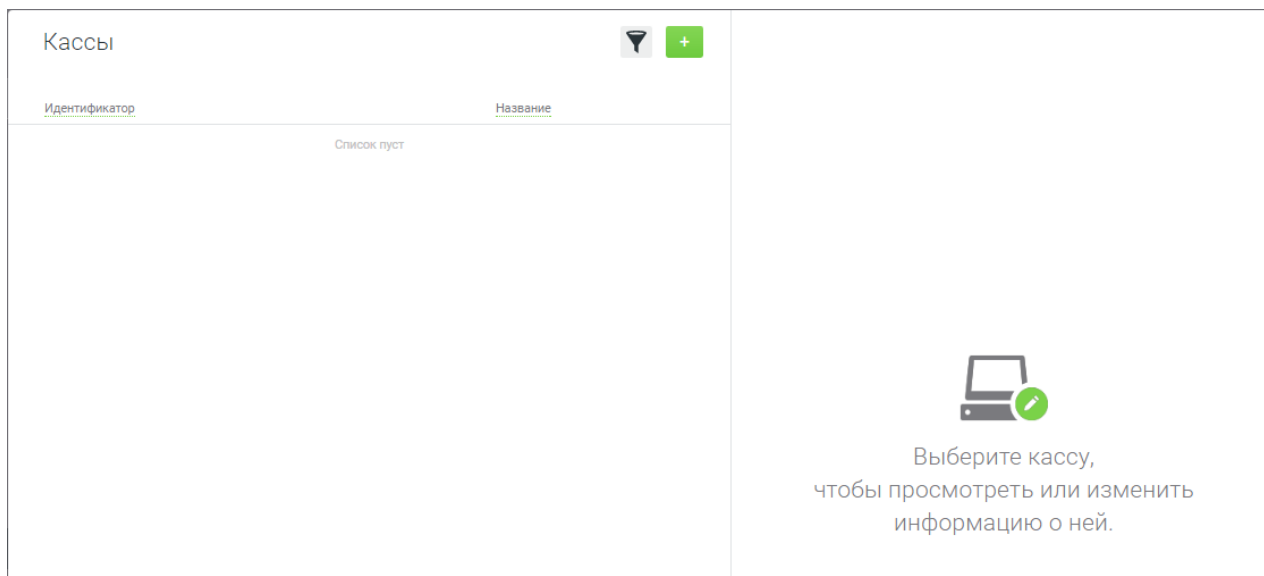 Кассы
+
Идентификатор
Название
Список пуст
Выберите кассу,
чтобы просмотреть или изменить
информацию о ней.